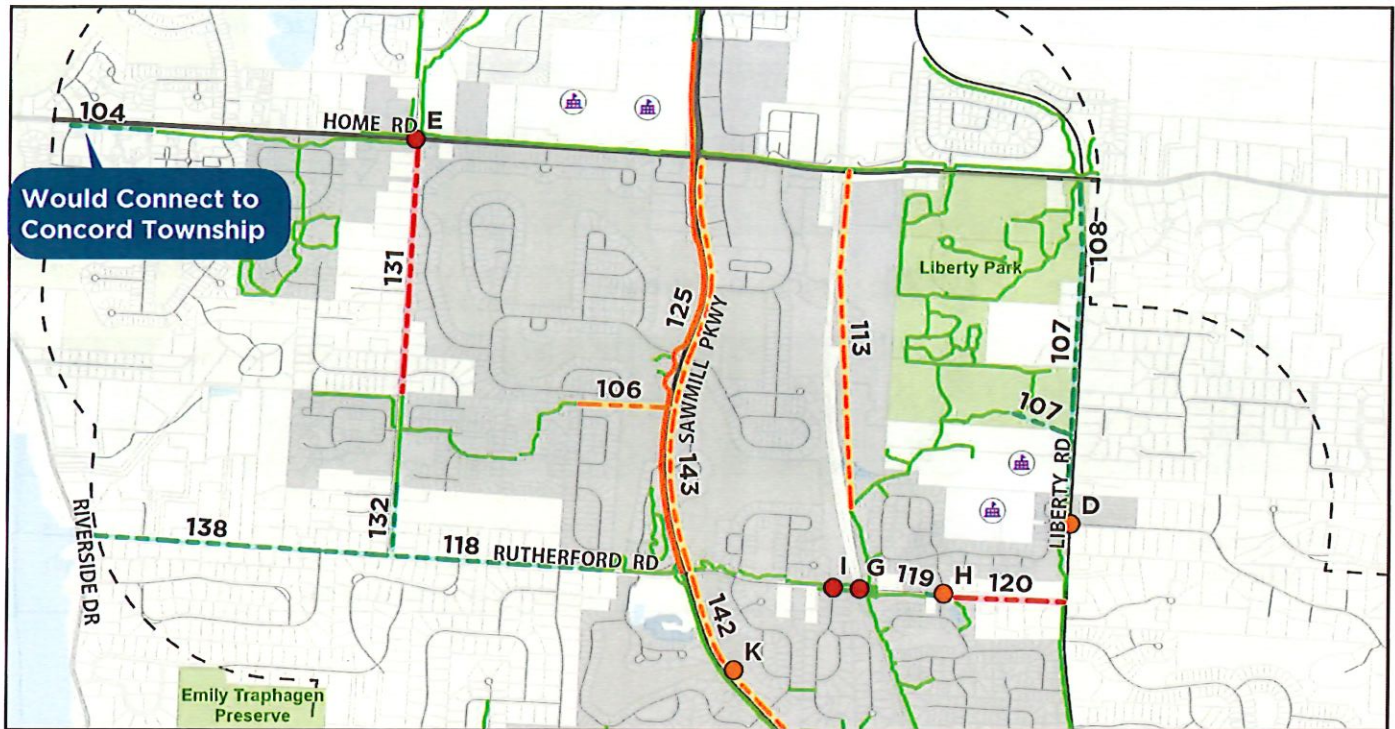 104
HOME RD
E
Would Connect to
Concord Township
131
125
SAWMILL PKWY
113
Liberty Park
108
107
106
107
143
LIBERTY RD
D
RIVERSIDE DR
138
132
118
RUTHERFORD RD
I
G
119
H
120
142
K
Emily Traphagen
Preserve